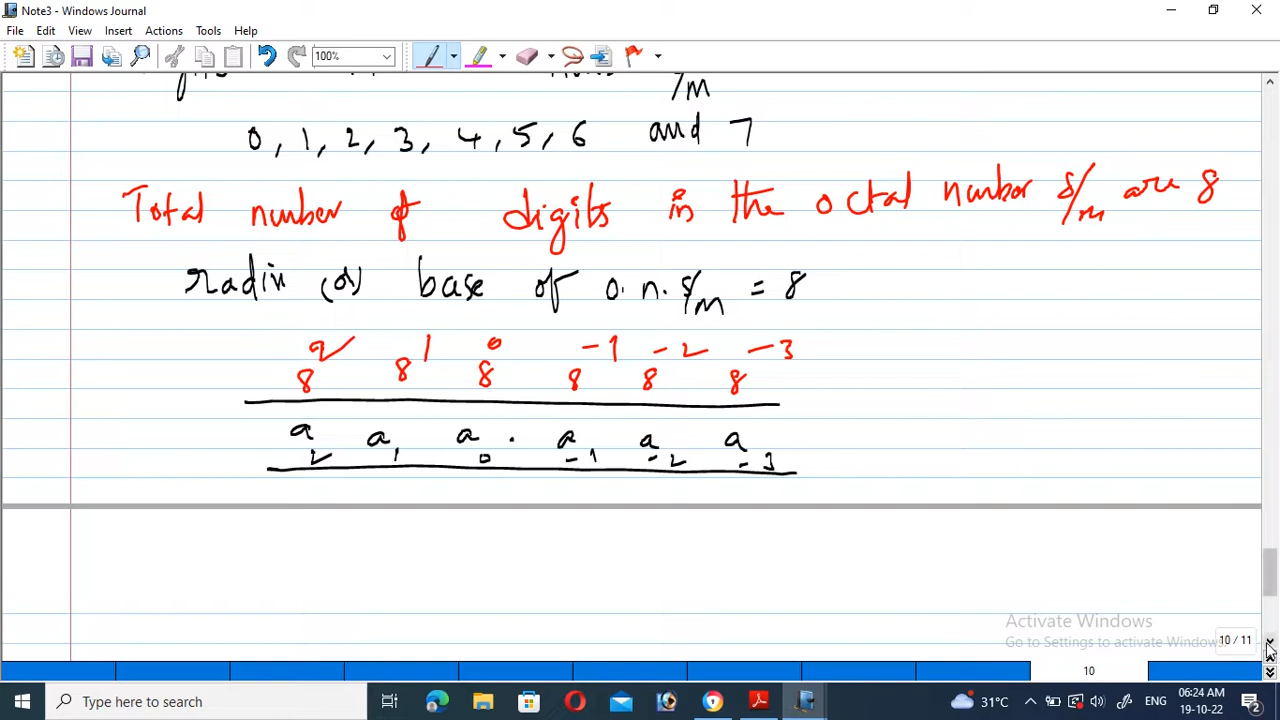 Note3 - Windows Journal
File Edit View Insert Actions Tools Help
100%
s/m
0, 1, 2, 3, 4, 5, 6 and 7
Total number of digits in the octal number s/m are 8
radix (or) base of o.n. s/m = 8
8^2 8^1 8^0 8^-1 8^-2 8^-3
a_2 a_1 a_0 . a_-1 a_-2 a_-3
Activate Windows
Go to Settings to activate Windows.
10 / 11
10
Type here to search
31°C
ENG
06:24 AM
19-10-22
2